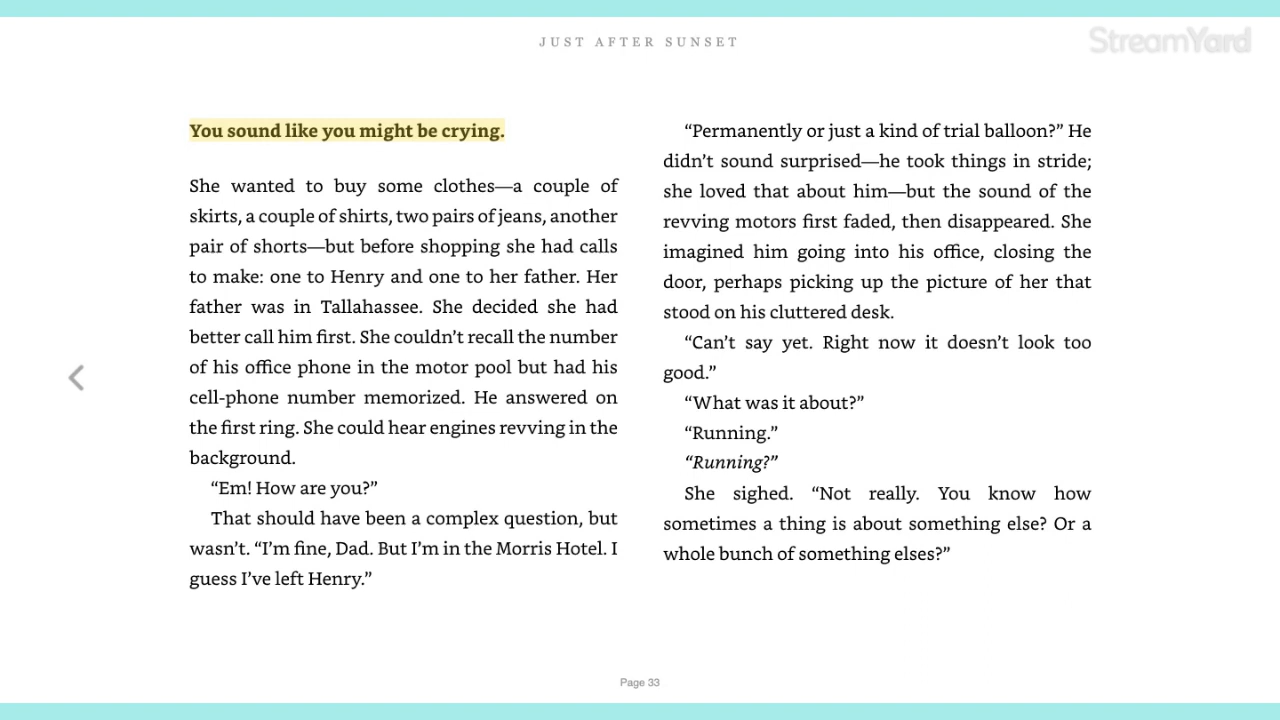 JUST AFTER SUNSET
StreamYard
You sound like you might be crying.
She wanted to buy some clothes—a couple of
skirts, a couple of shirts, two pairs of jeans, another
pair of shorts—but before shopping she had calls
to make: one to Henry and one to her father. Her
father was in Tallahassee. She decided she had
better call him first. She couldn’t recall the number
of his office phone in the motor pool but had his
cell-phone number memorized. He answered on
the first ring. She could hear engines revving in the
background.
“Em! How are you?”
That should have been a complex question, but
wasn’t. “I’m fine, Dad. But I’m in the Morris Hotel. I
guess I’ve left Henry.”
“Permanently or just a kind of trial balloon?” He
didn’t sound surprised—he took things in stride;
she loved that about him—but the sound of the
revving motors first faded, then disappeared. She
imagined him going into his office, closing the
door, perhaps picking up the picture of her that
stood on his cluttered desk.
“Can’t say yet. Right now it doesn’t look too
good.”
“What was it about?”
“Running.”
“Running?”
She sighed. “Not really. You know how
sometimes a thing is about something else? Or a
whole bunch of something elses?”
Page 33